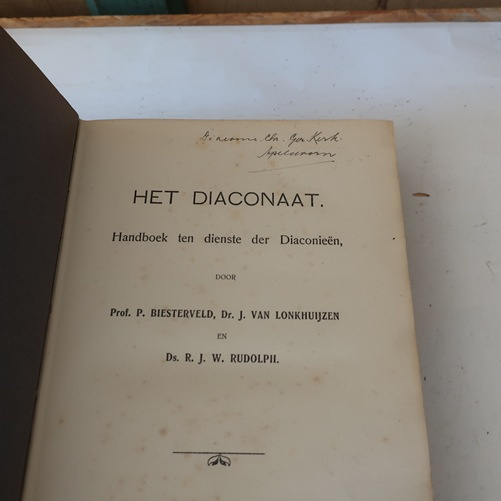 Diaconie Chr. Ger. Kerk
Apeldoorn
HET DIACONAAT.
Handboek ten dienste der Diaconieën,
DOOR
Prof. P. BIESTERVELD, Dr. J. VAN LONKHUIJZEN
EN
Ds. R. J. W. RUDOLPH.